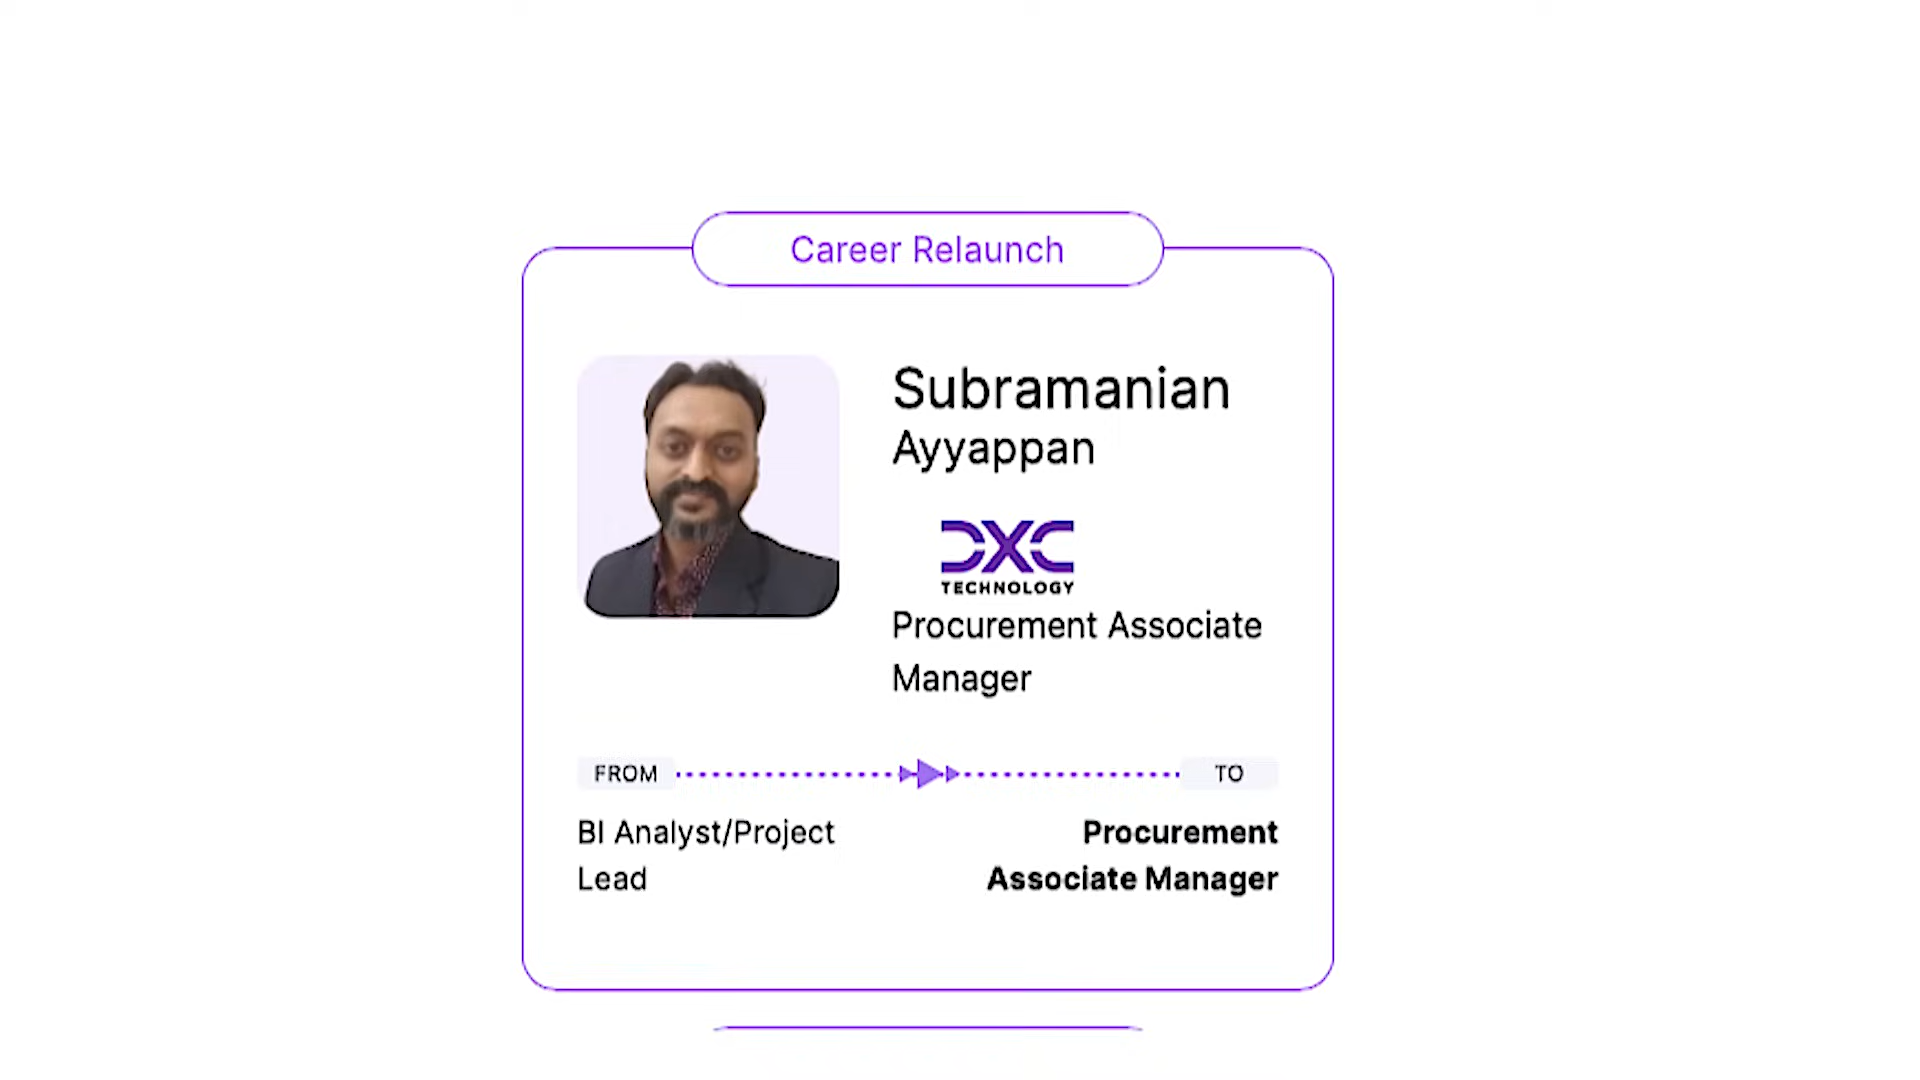 Career Relaunch
Subramanian
Ayyappan
DXC
TECHNOLOGY
Procurement Associate
Manager
FROM
TO
BI Analyst/Project
Lead
Procurement
Associate Manager